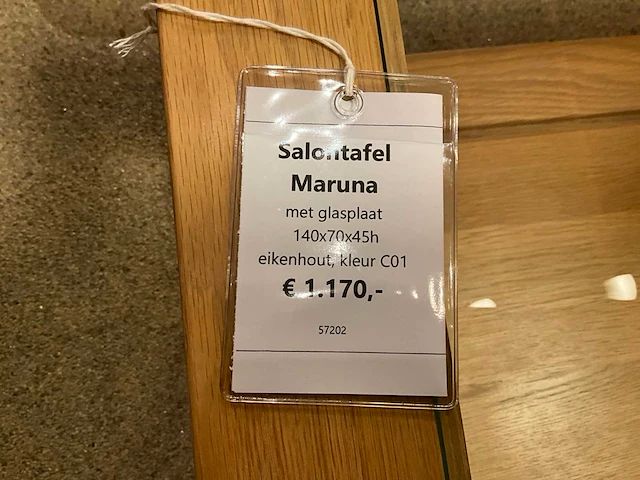 Salontafel
Maruna
met glasplaat
140x70x45h
eikenhout, kleur C01
€ 1.170,-
57202